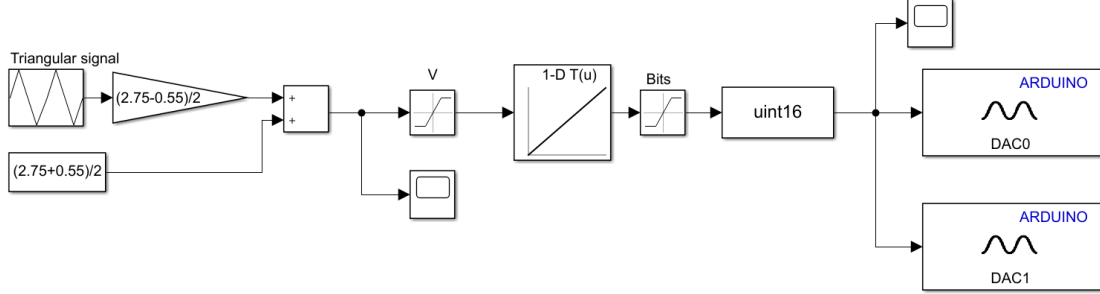 Triangular signal
(2.75-0.55)/2
+
+
(2.75+0.55)/2
V
1-D T(u)
Bits
uint16
ARDUINO
DAC0
ARDUINO
DAC1